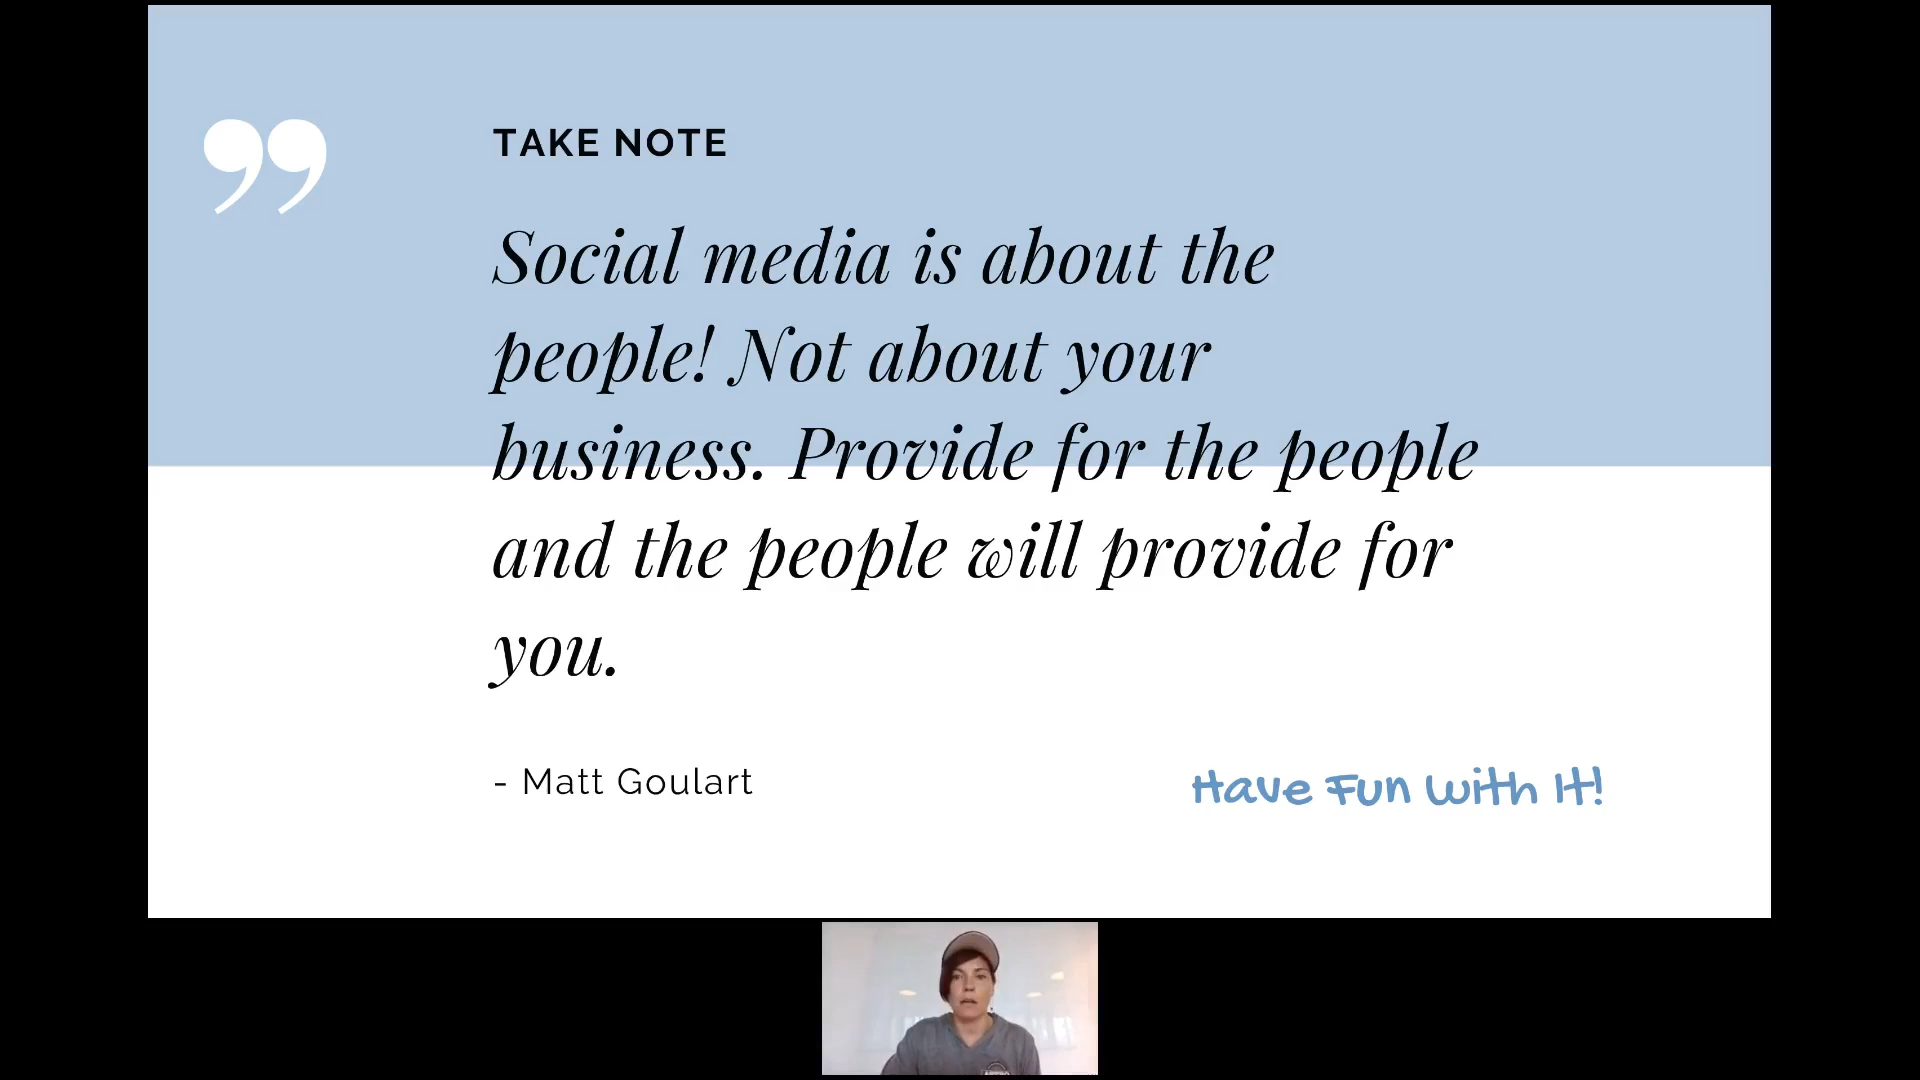 TAKE NOTE
Social media is about the
people! Not about your
business. Provide for the people
and the people will provide for
you.
- Matt Goulart
Have Fun With It!